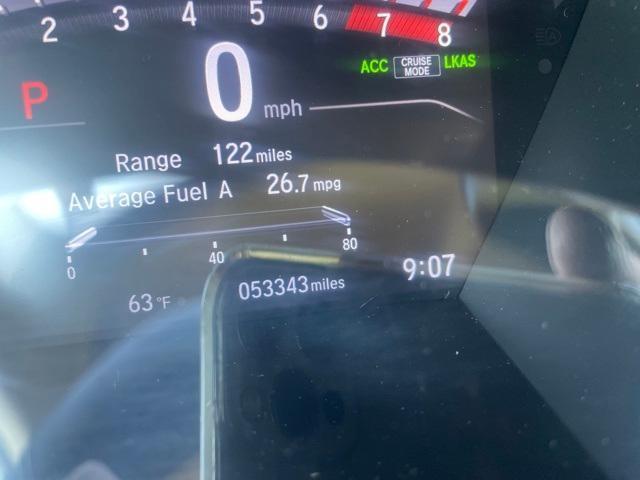 2 3 4 5 6 7 8
ACC CRUISE MODE LKAS
P 0 mph
Range 122 miles
Average Fuel A 26.7 mpg
0 40 80
63°F 053343 miles 9:07